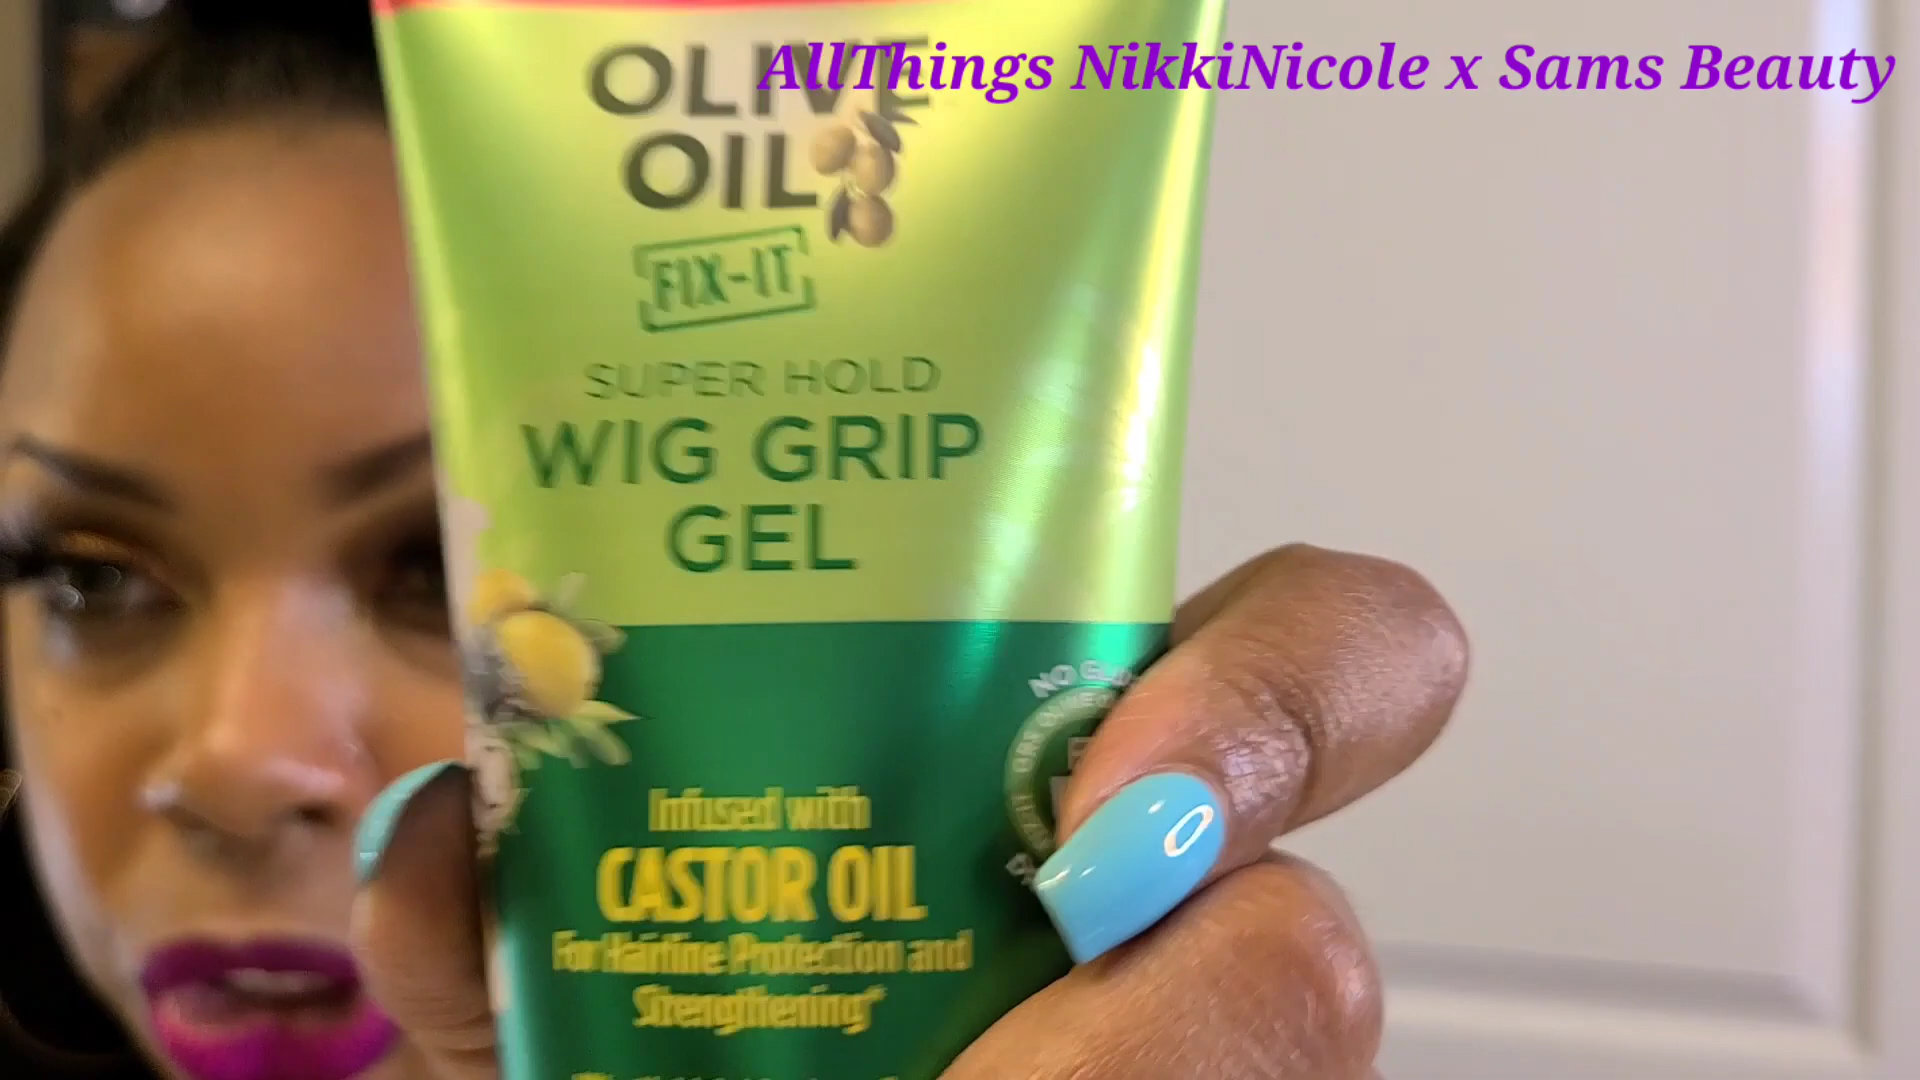 AllThings NikkiNicole x Sams Beauty
OLIVE
OIL
FIX-IT
SUPER HOLD
WIG GRIP
GEL
NO
Infused with
CASTOR OIL
For Hairline Protection and
Strengthening*